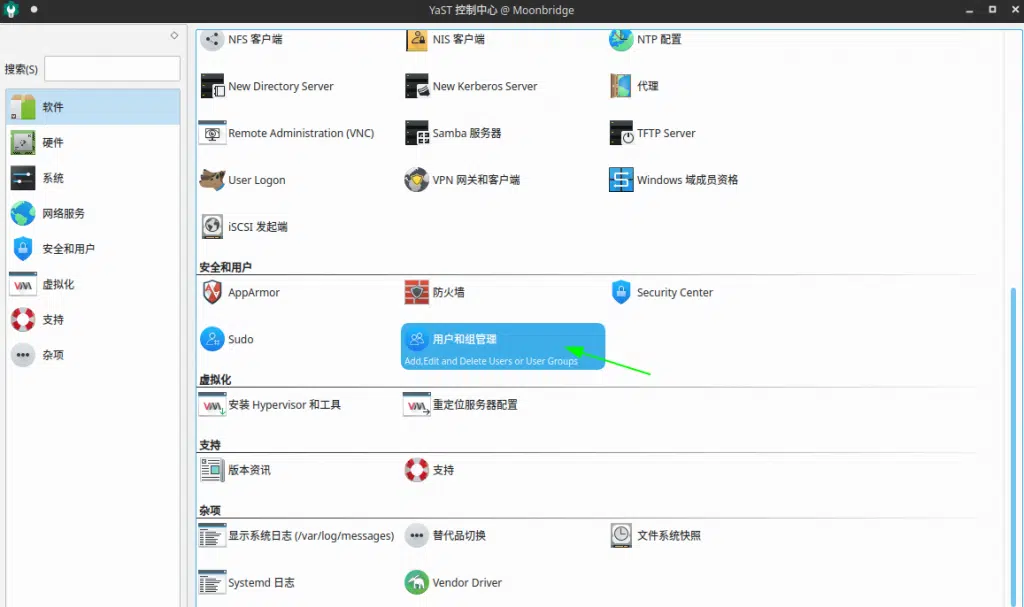 YaST 控制中心 @ Moonbridge
搜索(S)
软件
硬件
系统
网络服务
安全和用户
虚拟化
支持
杂项
NFS 客户端
NIS 客户端
NTP 配置
New Directory Server
New Kerberos Server
代理
Remote Administration (VNC)
Samba 服务器
TFTP Server
User Logon
VPN 网关和客户端
Windows 域成员资格
iSCSI 发起端
安全和用户
AppArmor
防火墙
Security Center
Sudo
用户和组管理
Add,Edit and Delete Users or User Groups
虚拟化
安装 Hypervisor 和工具
重定位服务器配置
支持
版本资讯
支持
杂项
显示系统日志 (/var/log/messages)
替代品切换
文件系统快照
Systemd 日志
Vendor Driver